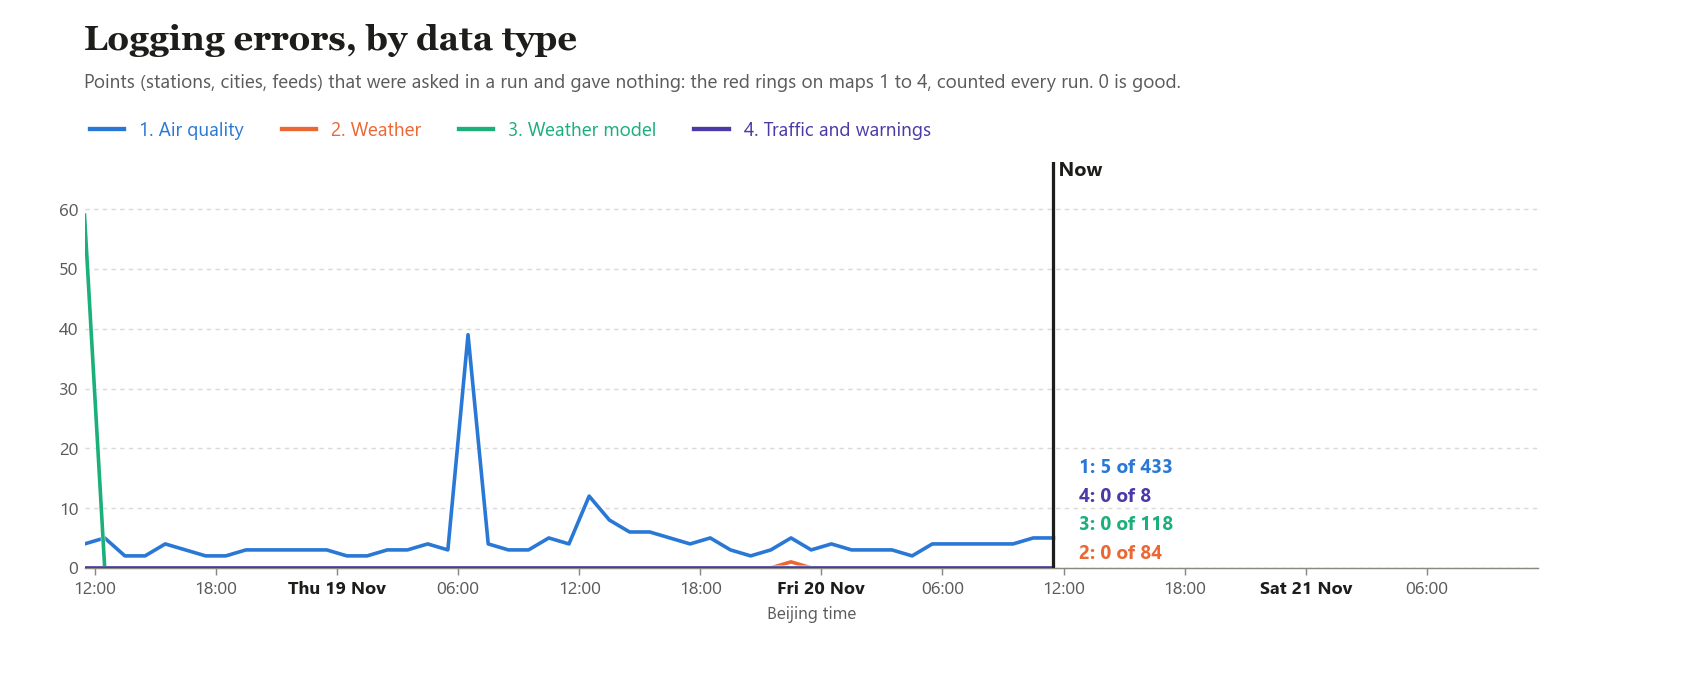 Logging errors, by data type
Points (stations, cities, feeds) that were asked in a run and gave nothing: the red rings on maps 1 to 4, counted every run. 0 is good.
1. Air quality 2. Weather 3. Weather model 4. Traffic and warnings
Now
60
50
40
30
20
10
0
1: 5 of 433
4: 0 of 8
3: 0 of 118
2: 0 of 84
12:00 18:00 Thu 19 Nov 06:00 12:00 18:00 Fri 20 Nov 06:00 12:00 18:00 Sat 21 Nov 06:00
Beijing time